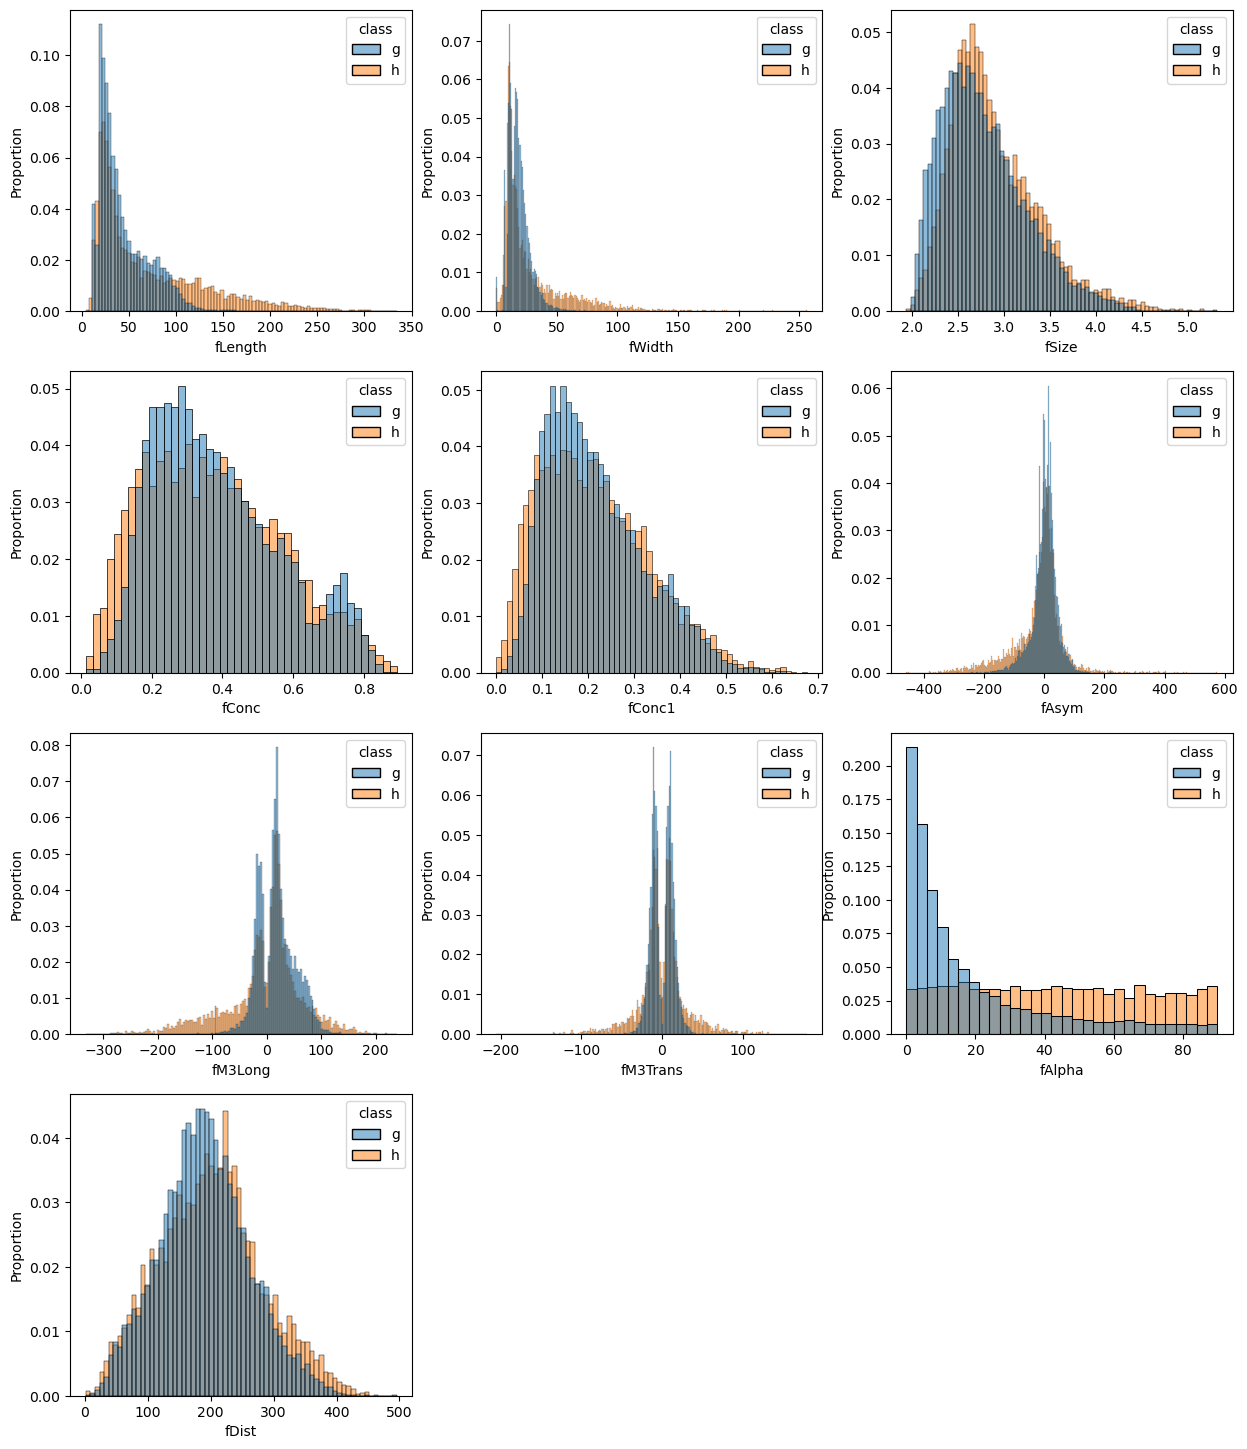 class
g
h
Proportion
0.00
0.02
0.04
0.06
0.08
0.10
0 50 100 150 200 250 300 350
fLength
class
g
h
Proportion
0.00
0.01
0.02
0.03
0.04
0.05
0.06
0.07
0 50 100 150 200 250
fWidth
class
g
h
Proportion
0.00
0.01
0.02
0.03
0.04
0.05
2.0 2.5 3.0 3.5 4.0 4.5 5.0
fSize
class
g
h
Proportion
0.00
0.01
0.02
0.03
0.04
0.05
0.0 0.2 0.4 0.6 0.8
fConc
class
g
h
Proportion
0.00
0.01
0.02
0.03
0.04
0.05
0.0 0.1 0.2 0.3 0.4 0.5 0.6 0.7
fConc1
class
g
h
Proportion
0.00
0.01
0.02
0.03
0.04
0.05
0.06
−400 −200 0 200 400 600
fAsym
class
g
h
Proportion
0.00
0.01
0.02
0.03
0.04
0.05
0.06
0.07
0.08
−300 −200 −100 0 100 200
fM3Long
class
g
h
Proportion
0.00
0.01
0.02
0.03
0.04
0.05
0.06
0.07
−200 −100 0 100
fM3Trans
class
g
h
Proportion
0.000
0.025
0.050
0.075
0.100
0.125
0.150
0.175
0.200
0 20 40 60 80
fAlpha
class
g
h
Proportion
0.00
0.01
0.02
0.03
0.04
0 100 200 300 400 500
fDist